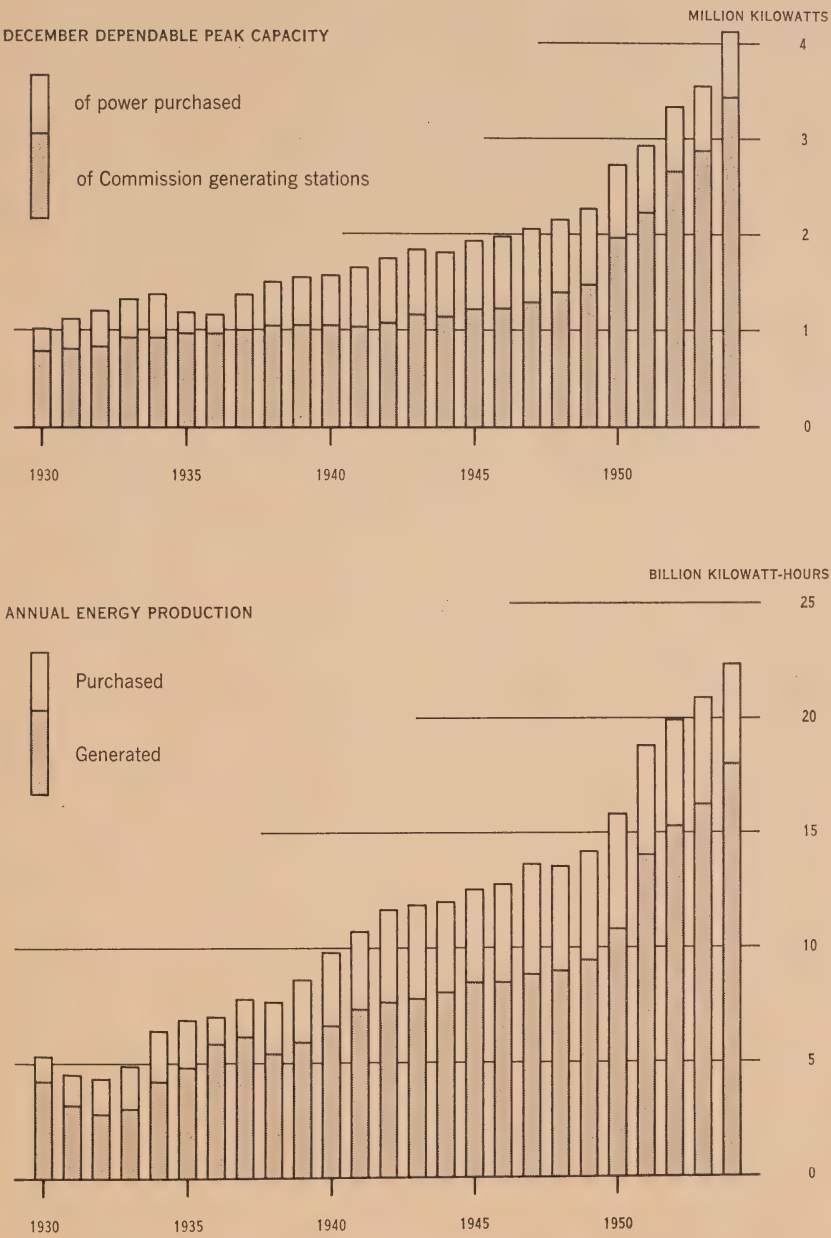 MILLION KILOWATTS
DECEMBER DEPENDABLE PEAK CAPACITY
4
of power purchased
3
of Commission generating stations
2
1
0
1930 1935 1940 1945 1950
BILLION KILOWATT-HOURS
25
ANNUAL ENERGY PRODUCTION
Purchased
20
Generated
15
10
5
0
1930 1935 1940 1945 1950